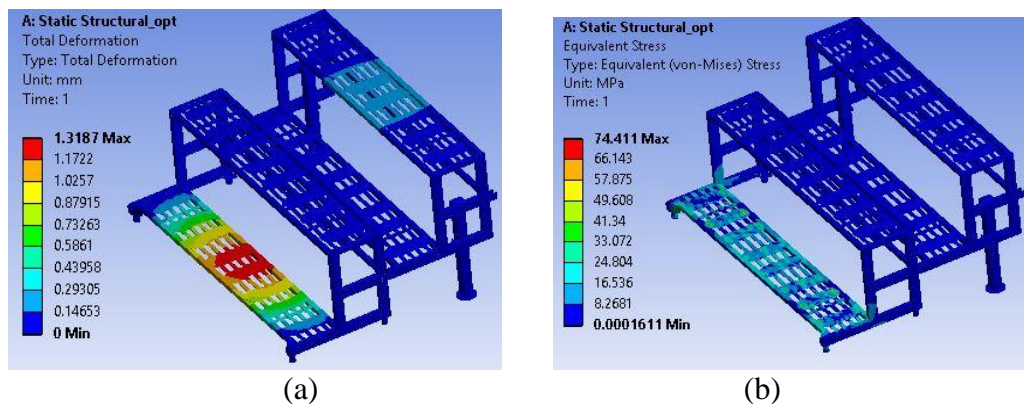 A: Static Structural_opt
Total Deformation
Type: Total Deformation
Unit: mm
Time: 1
1.3187 Max
1.1722
1.0257
0.87915
0.73263
0.5861
0.43958
0.29305
0.14653
0 Min
(a)
A: Static Structural_opt
Equivalent Stress
Type: Equivalent (von-Mises) Stress
Unit: MPa
Time: 1
74.411 Max
66.143
57.875
49.608
41.34
33.072
24.804
16.536
8.2681
0.0001611 Min
(b)